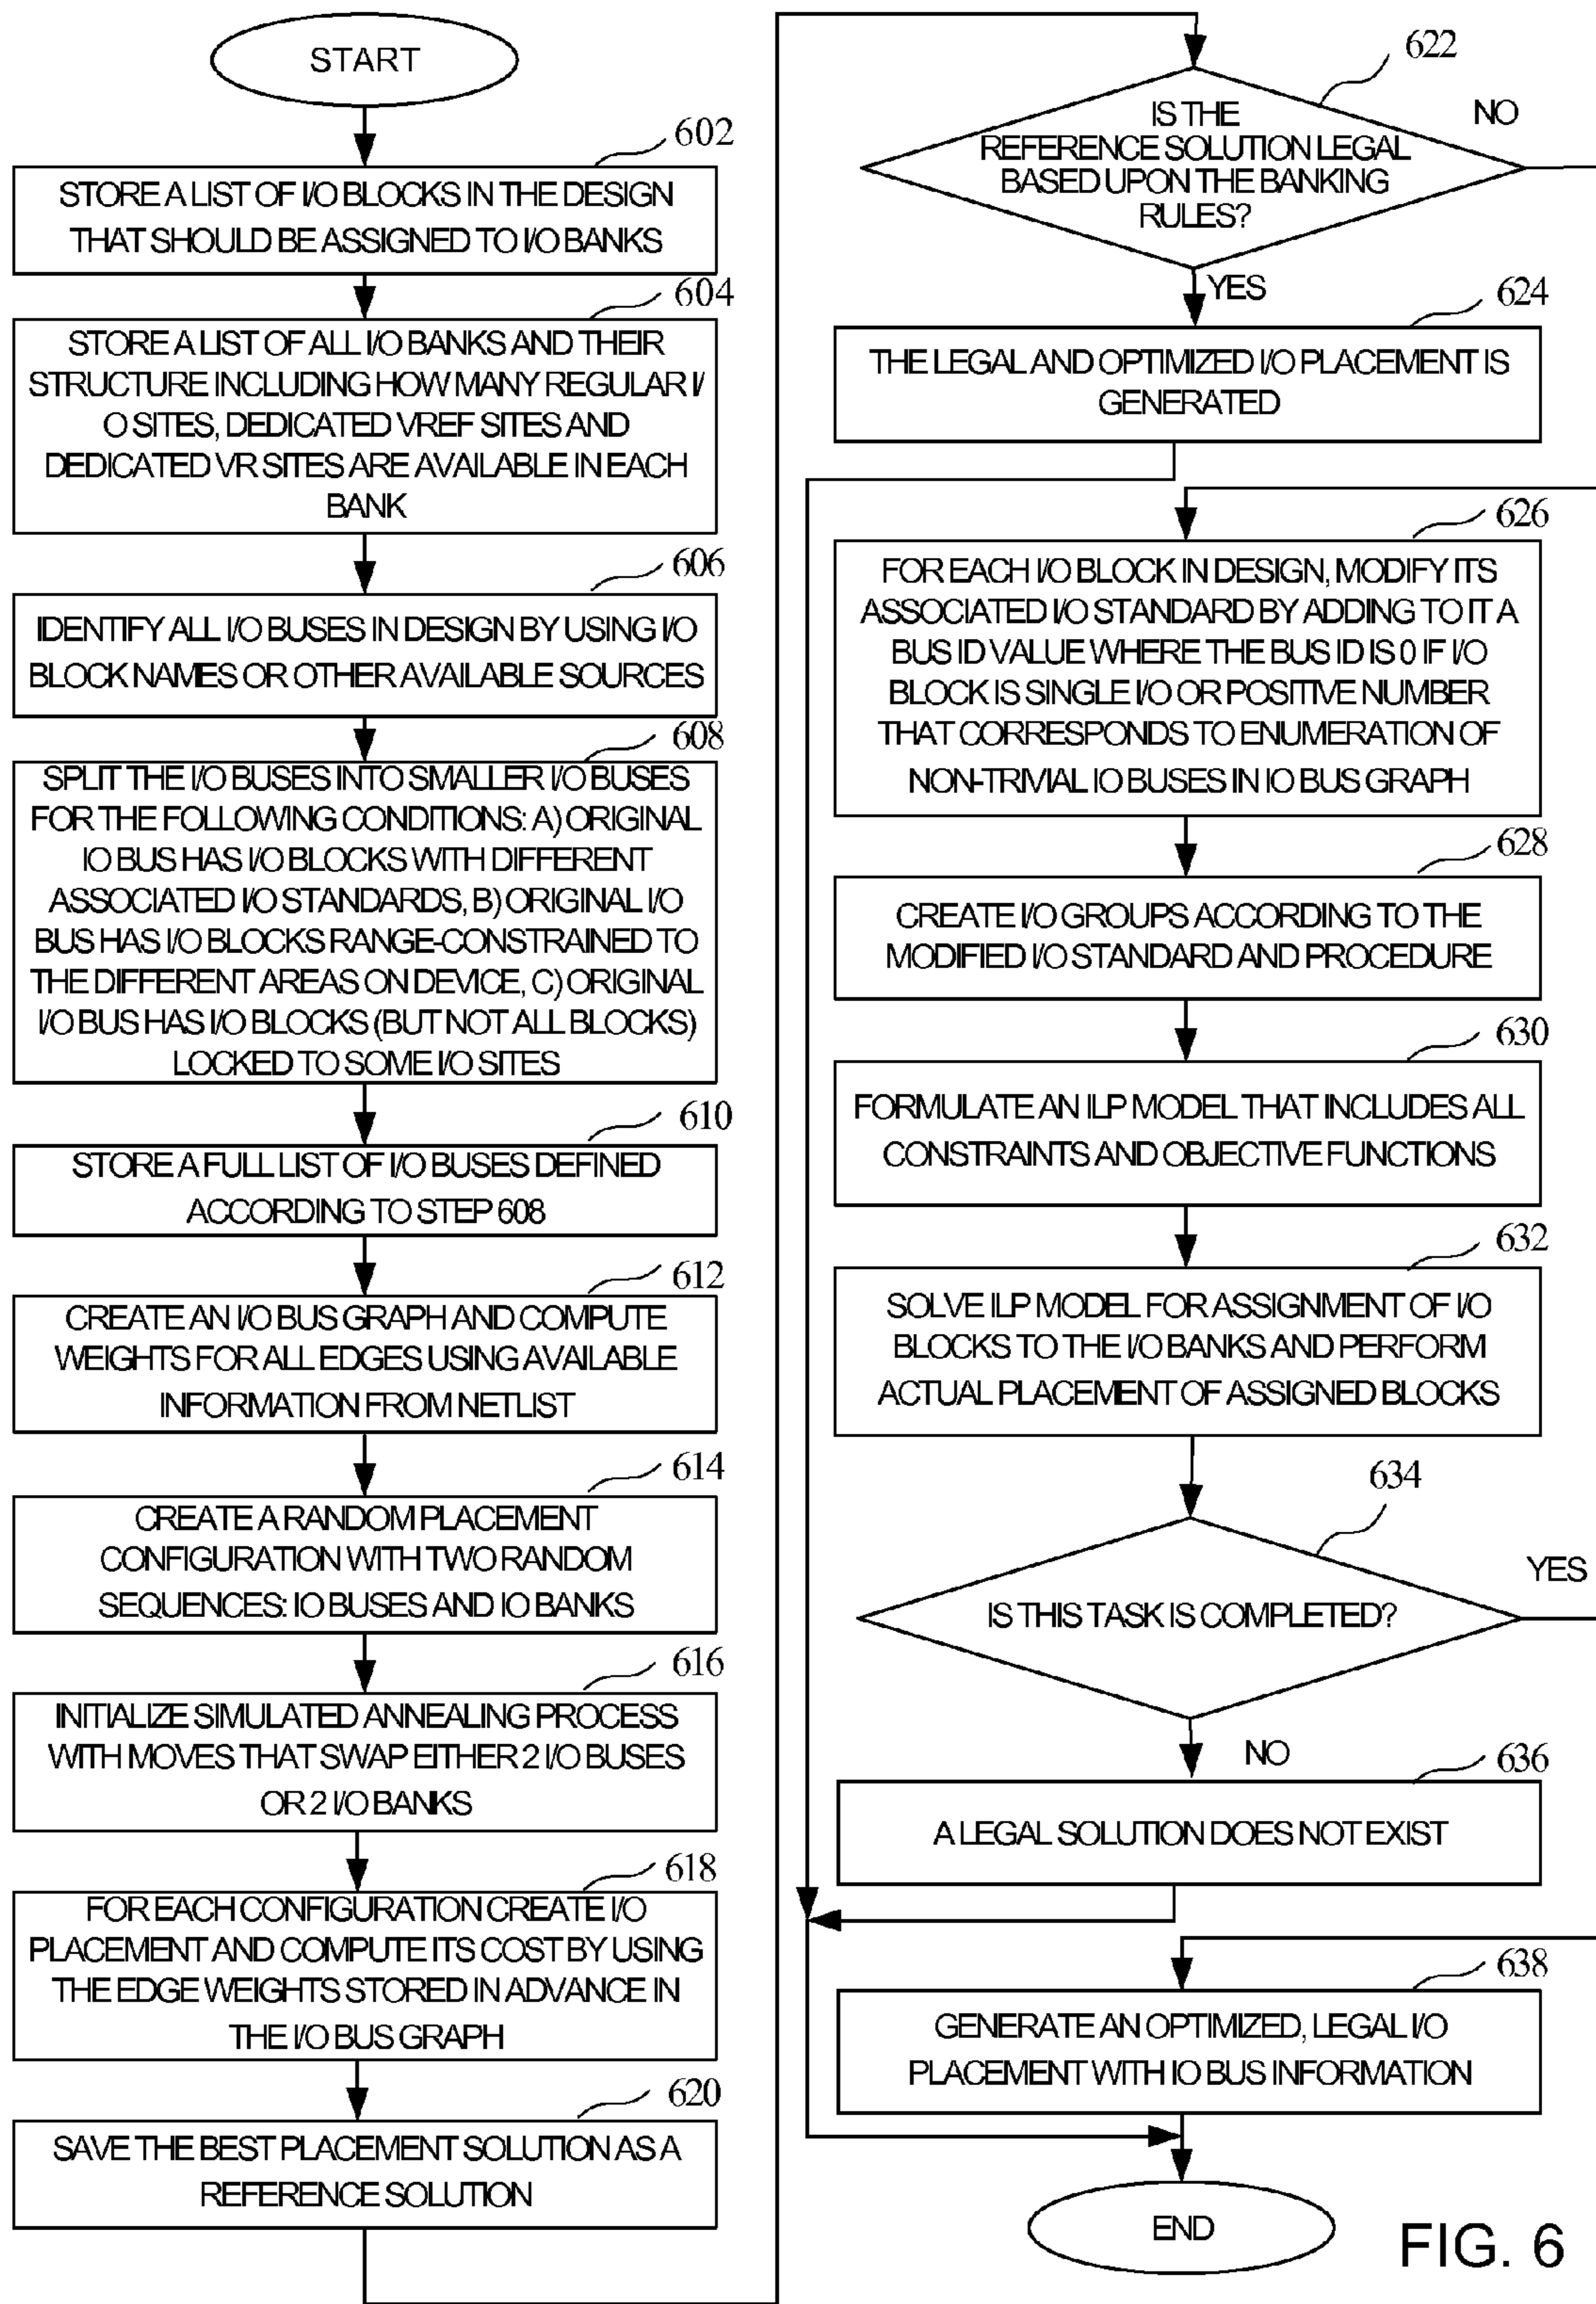 START
602
STORE A LIST OF I/O BLOCKS IN THE DESIGN
THAT SHOULD BE ASSIGNED TO I/O BANKS
604
STORE A LIST OF ALL I/O BANKS AND THEIR
STRUCTURE INCLUDING HOW MANY REGULAR I/
O SITES, DEDICATED VREF SITES AND
DEDICATED VR SITES ARE AVAILABLE IN EACH
BANK
606
IDENTIFY ALL I/O BUSES IN DESIGN BY USING I/O
BLOCK NAMES OR OTHER AVAILABLE SOURCES
608
SPLIT THE I/O BUSES INTO SMALLER I/O BUSES
FOR THE FOLLOWING CONDITIONS: A) ORIGINAL
IO BUS HAS I/O BLOCKS WITH DIFFERENT
ASSOCIATED I/O STANDARDS, B) ORIGINAL I/O
BUS HAS I/O BLOCKS RANGE-CONSTRAINED TO
THE DIFFERENT AREAS ON DEVICE, C) ORIGINAL
I/O BUS HAS I/O BLOCKS (BUT NOT ALL BLOCKS)
LOCKED TO SOME I/O SITES
610
STORE A FULL LIST OF I/O BUSES DEFINED
ACCORDING TO STEP 608
612
CREATE AN I/O BUS GRAPH AND COMPUTE
WEIGHTS FOR ALL EDGES USING AVAILABLE
INFORMATION FROM NETLIST
614
CREATE A RANDOM PLACEMENT
CONFIGURATION WITH TWO RANDOM
SEQUENCES: IO BUSES AND IO BANKS
616
INITIALIZE SIMULATED ANNEALING PROCESS
WITH MOVES THAT SWAP EITHER 2 I/O BUSES
OR 2 I/O BANKS
618
FOR EACH CONFIGURATION CREATE I/O
PLACEMENT AND COMPUTE ITS COST BY USING
THE EDGE WEIGHTS STORED IN ADVANCE IN
THE I/O BUS GRAPH
620
SAVE THE BEST PLACEMENT SOLUTION AS A
REFERENCE SOLUTION
622
IS THE
REFERENCE SOLUTION LEGAL
BASED UPON THE BANKING
RULES?
NO
YES
624
THE LEGAL AND OPTIMIZED I/O PLACEMENT IS
GENERATED
626
FOR EACH I/O BLOCK IN DESIGN, MODIFY ITS
ASSOCIATED I/O STANDARD BY ADDING TO IT A
BUS ID VALUE WHERE THE BUS ID IS 0 IF I/O
BLOCK IS SINGLE I/O OR POSITIVE NUMBER
THAT CORRESPONDS TO ENUMERATION OF
NON-TRIVIAL IO BUSES IN IO BUS GRAPH
628
CREATE I/O GROUPS ACCORDING TO THE
MODIFIED I/O STANDARD AND PROCEDURE
630
FORMULATE AN ILP MODEL THAT INCLUDES ALL
CONSTRAINTS AND OBJECTIVE FUNCTIONS
632
SOLVE ILP MODEL FOR ASSIGNMENT OF I/O
BLOCKS TO THE I/O BANKS AND PERFORM
ACTUAL PLACEMENT OF ASSIGNED BLOCKS
634
IS THIS TASK IS COMPLETED?
YES
NO
636
A LEGAL SOLUTION DOES NOT EXIST
638
GENERATE AN OPTIMIZED, LEGAL I/O
PLACEMENT WITH IO BUS INFORMATION
END
FIG. 6